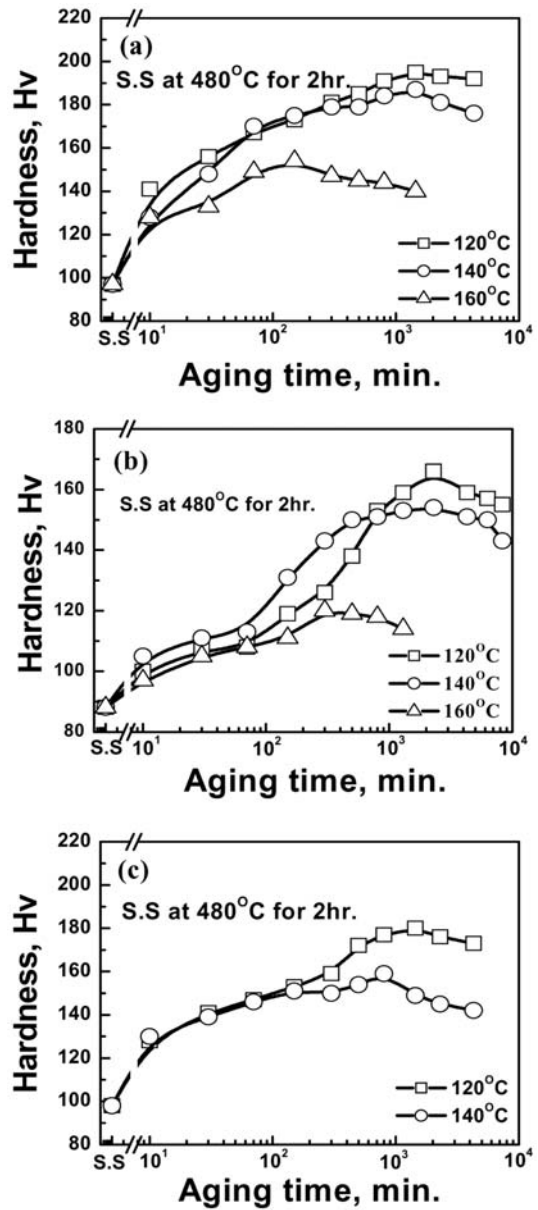 (a)
S.S at 480°C for 2hr.
Hardness, Hv
220
200
180
160
140
120
100
80
120°C
140°C
160°C
S.S 10¹ 10² 10³ 10⁴
Aging time, min.
(b)
S.S at 480°C for 2hr.
Hardness, Hv
180
160
140
120
100
80
120°C
140°C
160°C
S.S 10¹ 10² 10³ 10⁴
Aging time, min.
(c)
S.S at 480°C for 2hr.
Hardness, Hv
220
200
180
160
140
120
100
80
120°C
140°C
S.S 10¹ 10² 10³ 10⁴
Aging time, min.